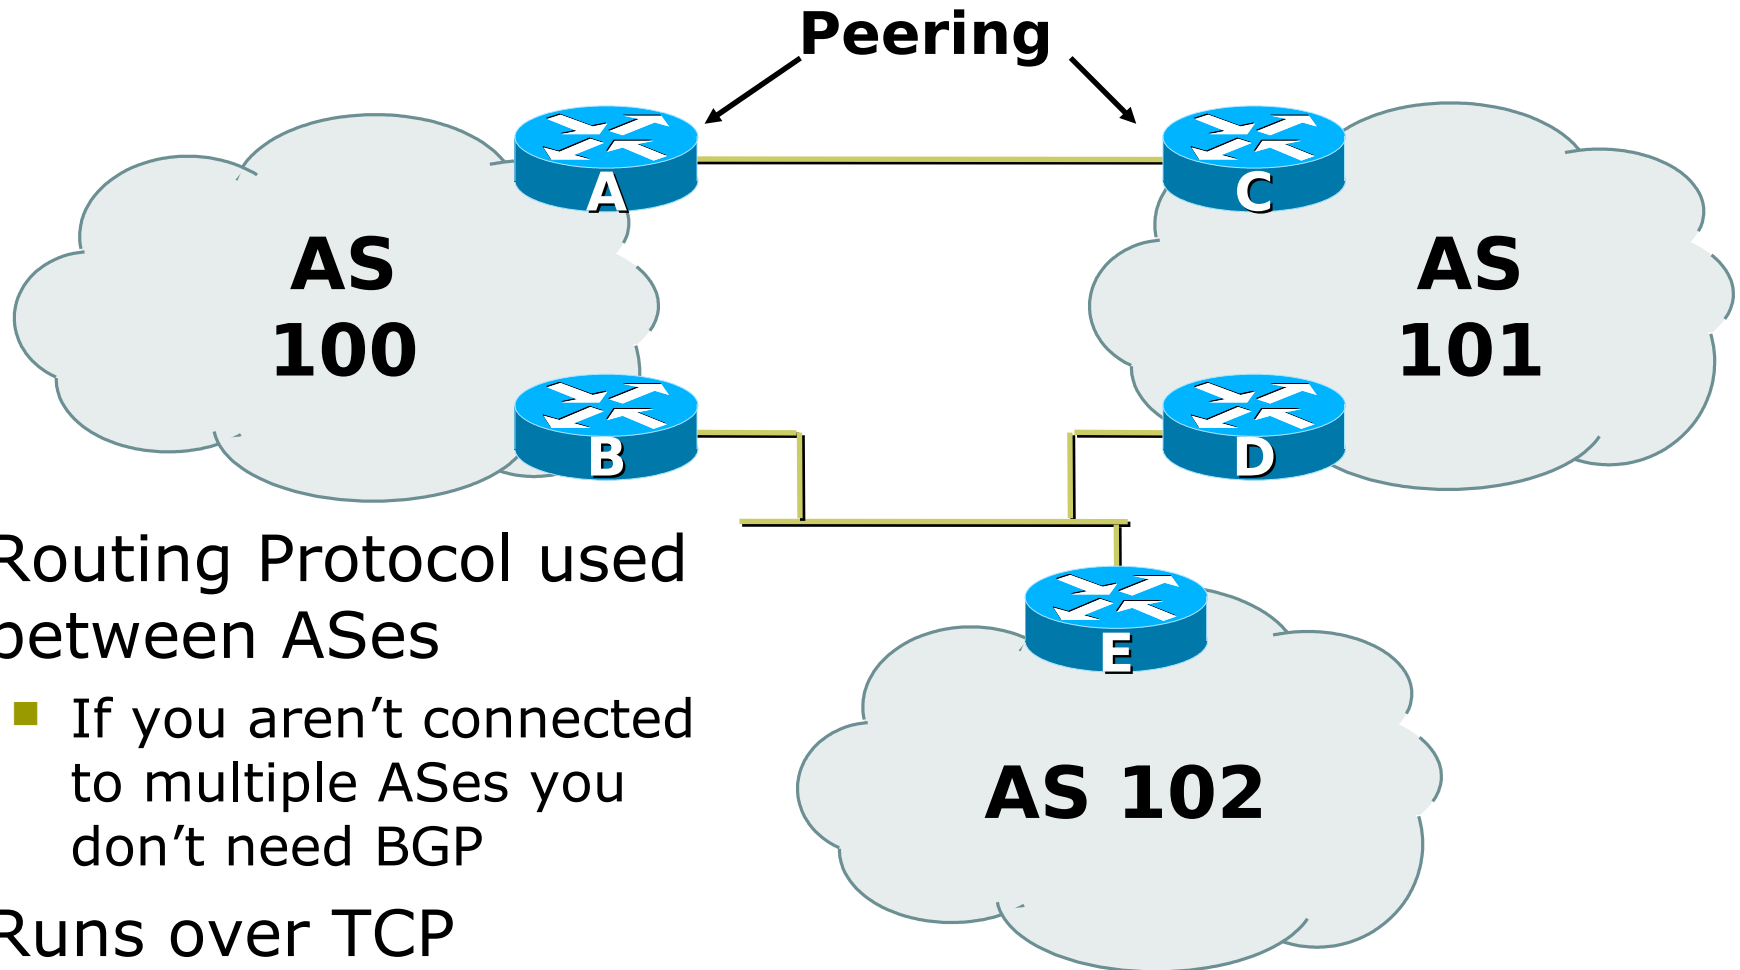 Peering
A
C
AS
100
AS
101
B
D
Routing Protocol used
between ASes
E
If you aren’t connected
to multiple ASes you
don’t need BGP
AS 102
Runs over TCP